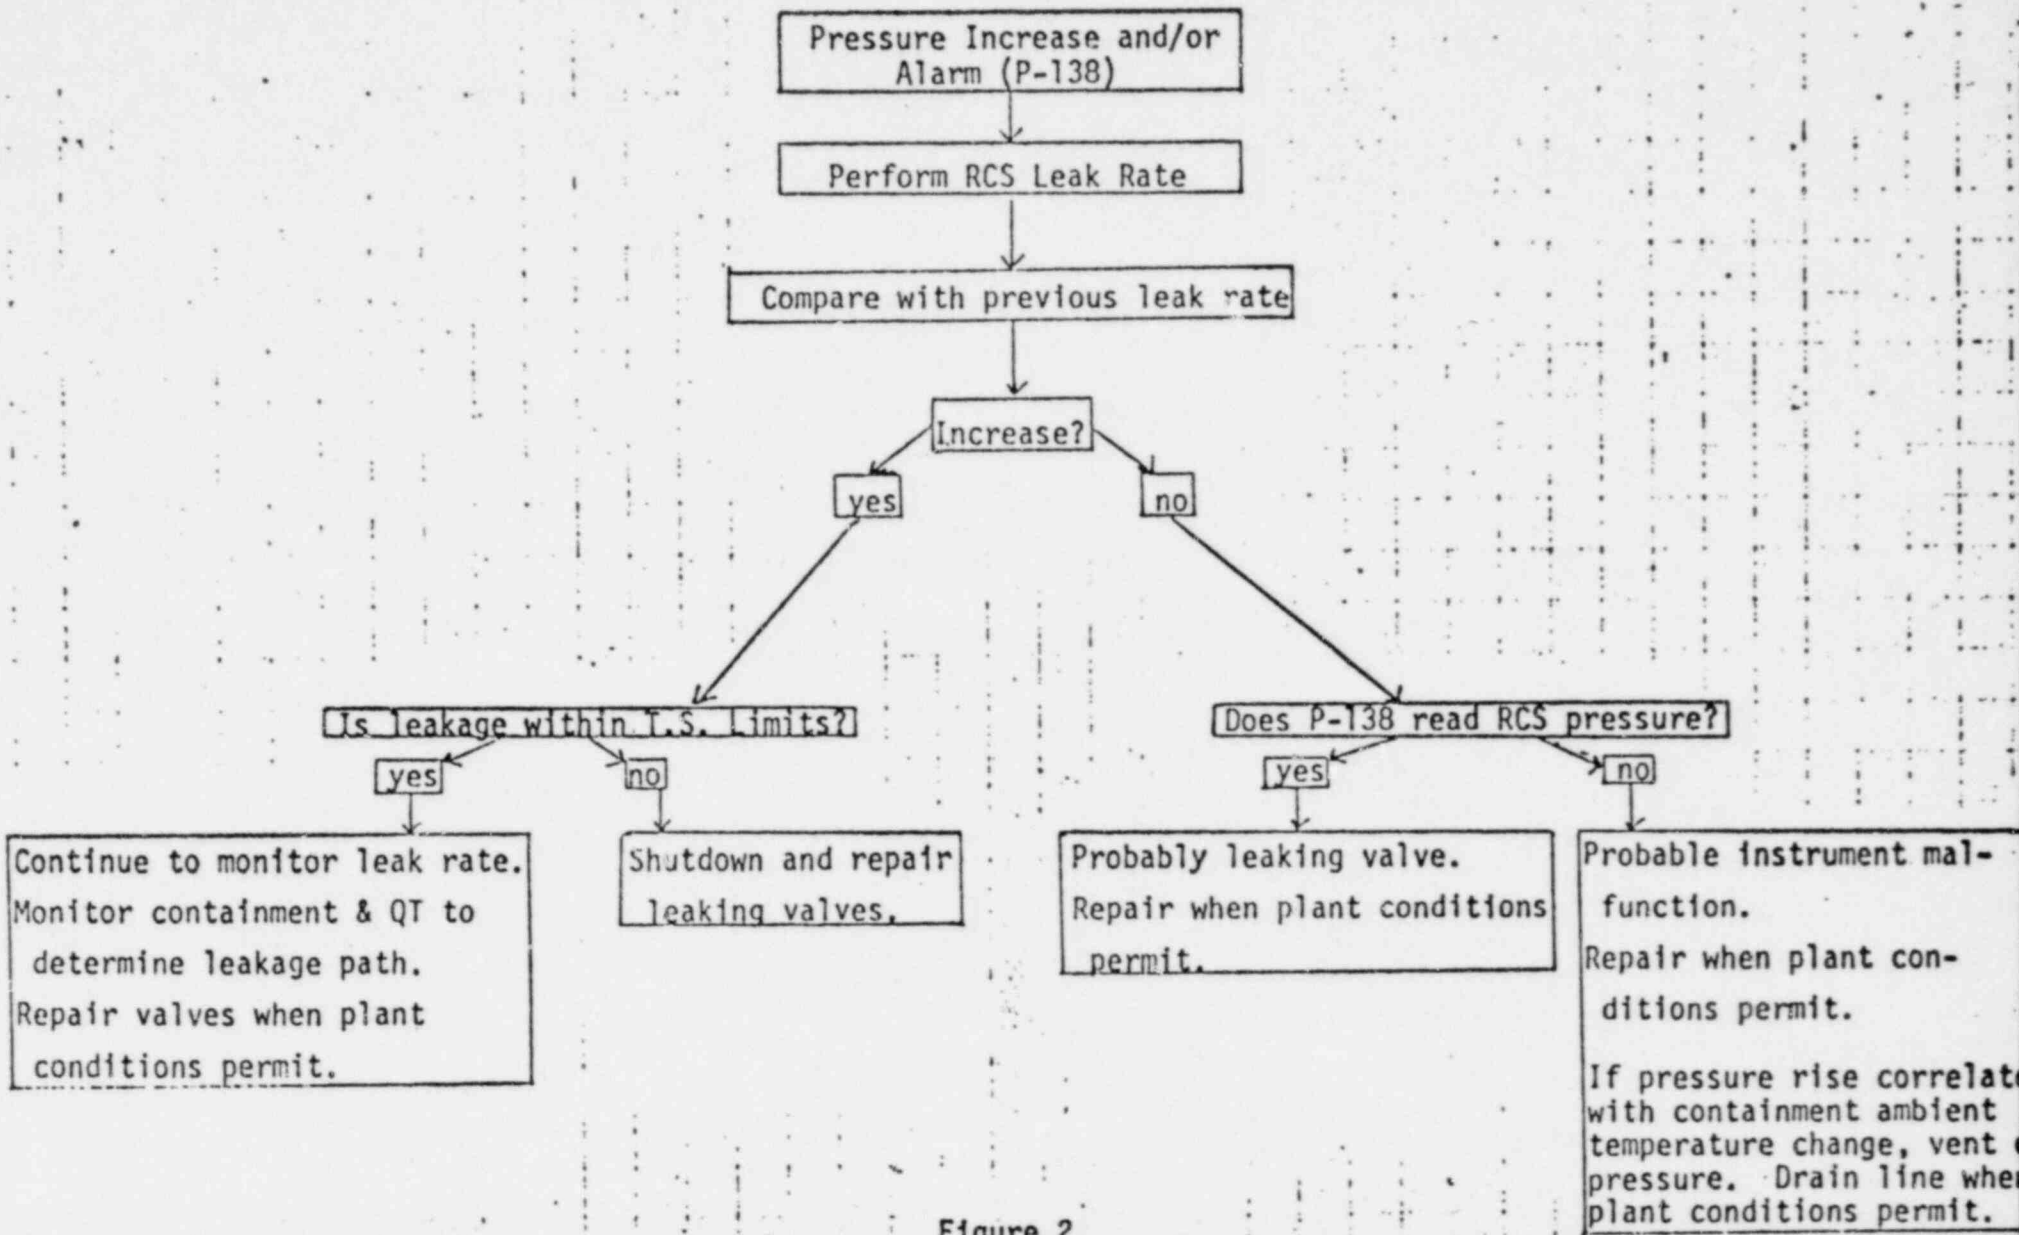 Pressure Increase and/or
Alarm (P-138)
Perform RCS Leak Rate
Compare with previous leak rate
Increase?
yes
no
Is leakage within T.S. Limits?
yes
no
Continue to monitor leak rate.
Monitor containment & QT to
determine leakage path.
Repair valves when plant
conditions permit.
Shutdown and repair
leaking valves.
Does P-138 read RCS pressure?
yes
no
Probably leaking valve.
Repair when plant conditions
permit.
Probable instrument mal-
function.
Repair when plant con-
ditions permit.
If pressure rise correlate
with containment ambient
temperature change, vent
pressure. Drain line when
plant conditions permit.
Figure 2